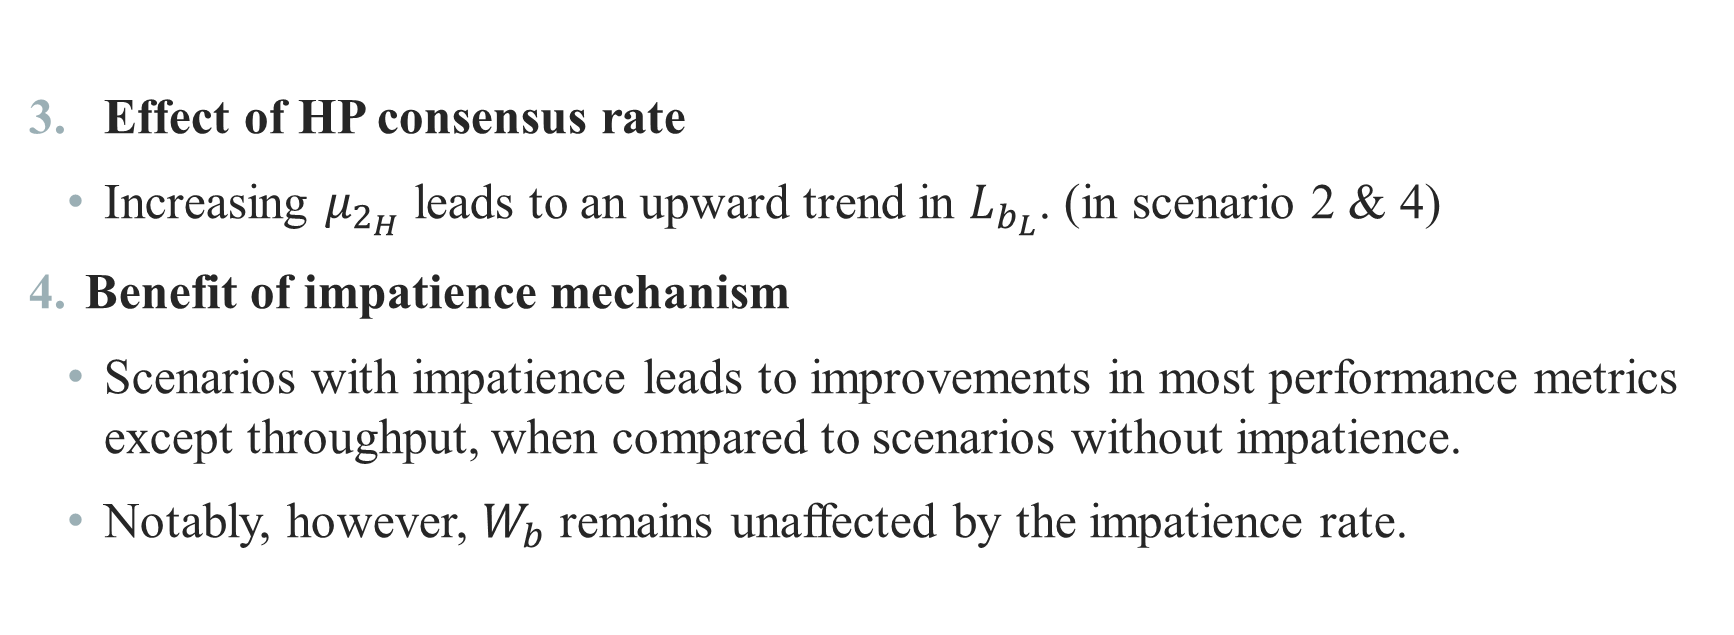 3. Effect of HP consensus rate
• Increasing μ₂H leads to an upward trend in L_bL. (in scenario 2 & 4)
4. Benefit of impatience mechanism
• Scenarios with impatience leads to improvements in most performance metrics
except throughput, when compared to scenarios without impatience.
• Notably, however, W_b remains unaffected by the impatience rate.